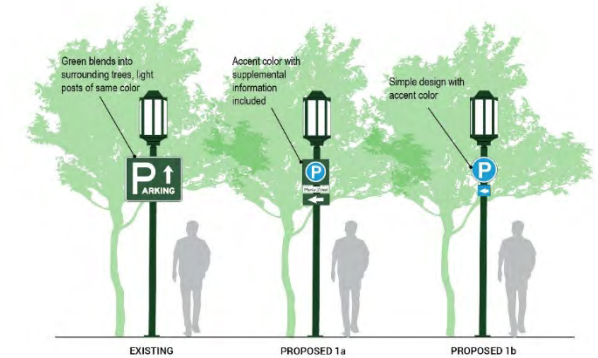 Green blends into
surrounding trees, light
posts of same color
Accent color with
supplemental
information
included
Simple design with
accent color
P
ARKING
P
P
EXISTING
PROPOSED 1a
PROPOSED 1b